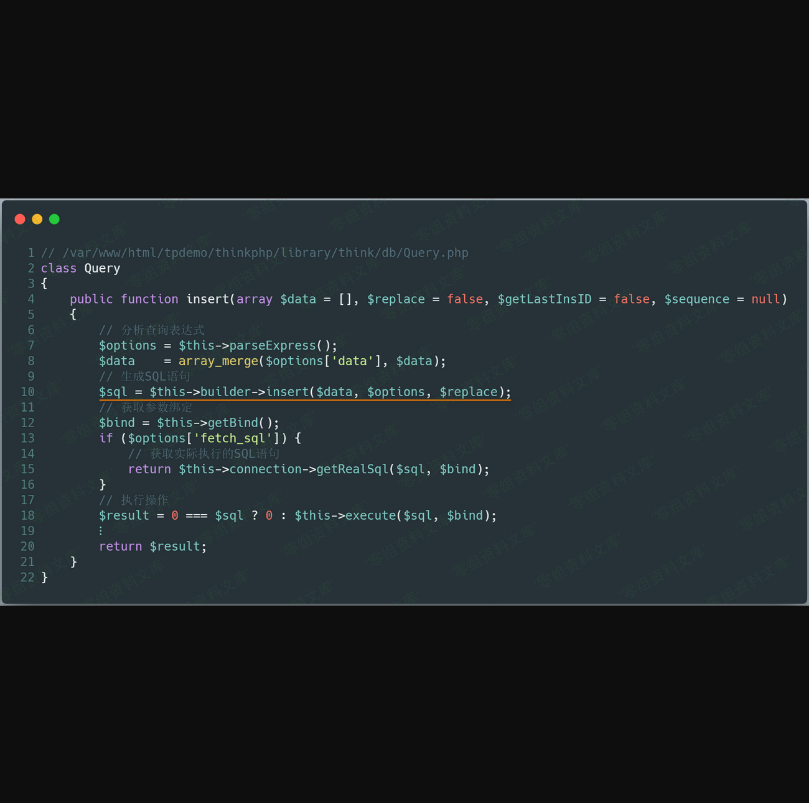 1 // /var/www/html/tpdemo/thinkphp/library/think/db/Query.php
2 class Query
3 {
4     public function insert(array $data = [], $replace = false, $getLastInsID = false, $sequence = null)
5     {
6         // 分析查询表达式
7         $options = $this->parseExpress();
8         $data    = array_merge($options['data'], $data);
9         // 生成SQL语句
10         $sql = $this->builder->insert($data, $options, $replace);
11         // 获取参数绑定
12         $bind = $this->getBind();
13         if ($options['fetch_sql']) {
14             // 获取实际执行的SQL语句
15             return $this->connection->getRealSql($sql, $bind);
16         }
17         // 执行操作
18         $result = 0 === $sql ? 0 : $this->execute($sql, $bind);
19         ⋮
20         return $result;
21     }
22 }